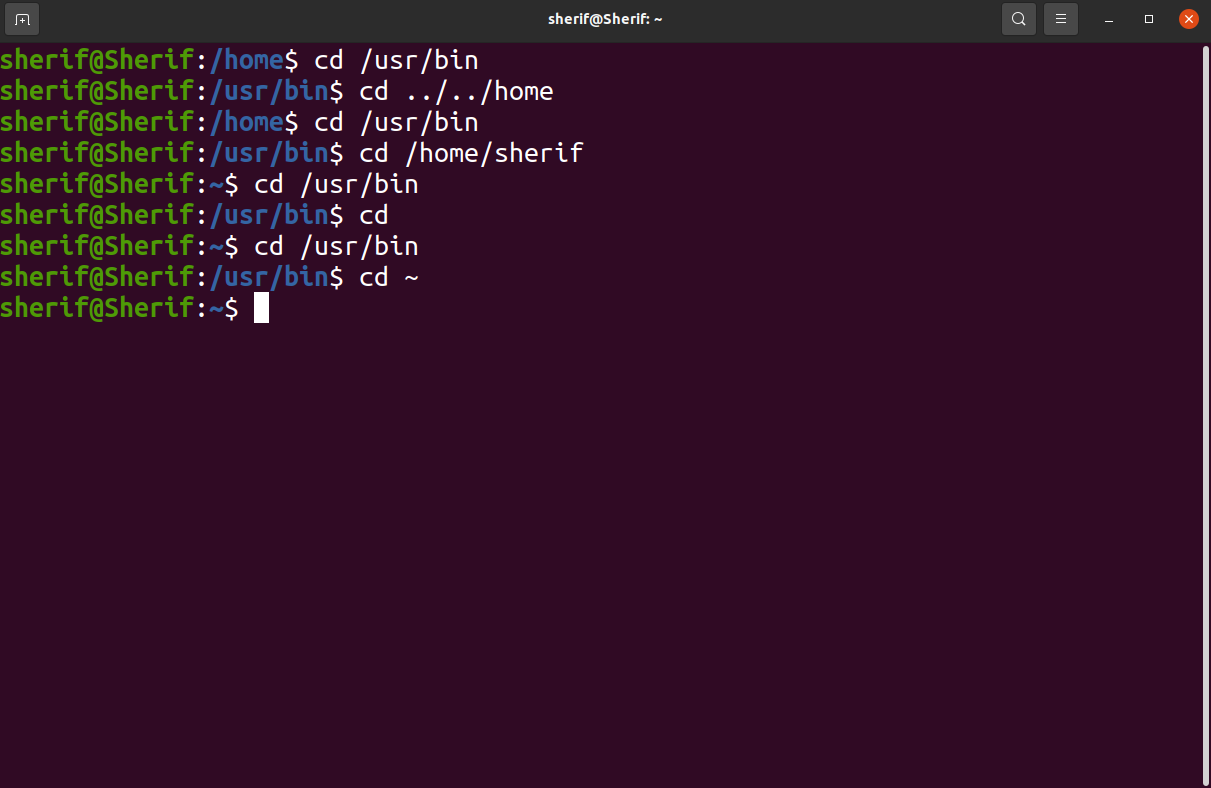 sherif@Sherif: ~
sherif@Sherif:/home$ cd /usr/bin
sherif@Sherif:/usr/bin$ cd ../../home
sherif@Sherif:/home$ cd /usr/bin
sherif@Sherif:/usr/bin$ cd /home/sherif
sherif@Sherif:~$ cd /usr/bin
sherif@Sherif:/usr/bin$ cd
sherif@Sherif:~$ cd /usr/bin
sherif@Sherif:/usr/bin$ cd ~
sherif@Sherif:~$